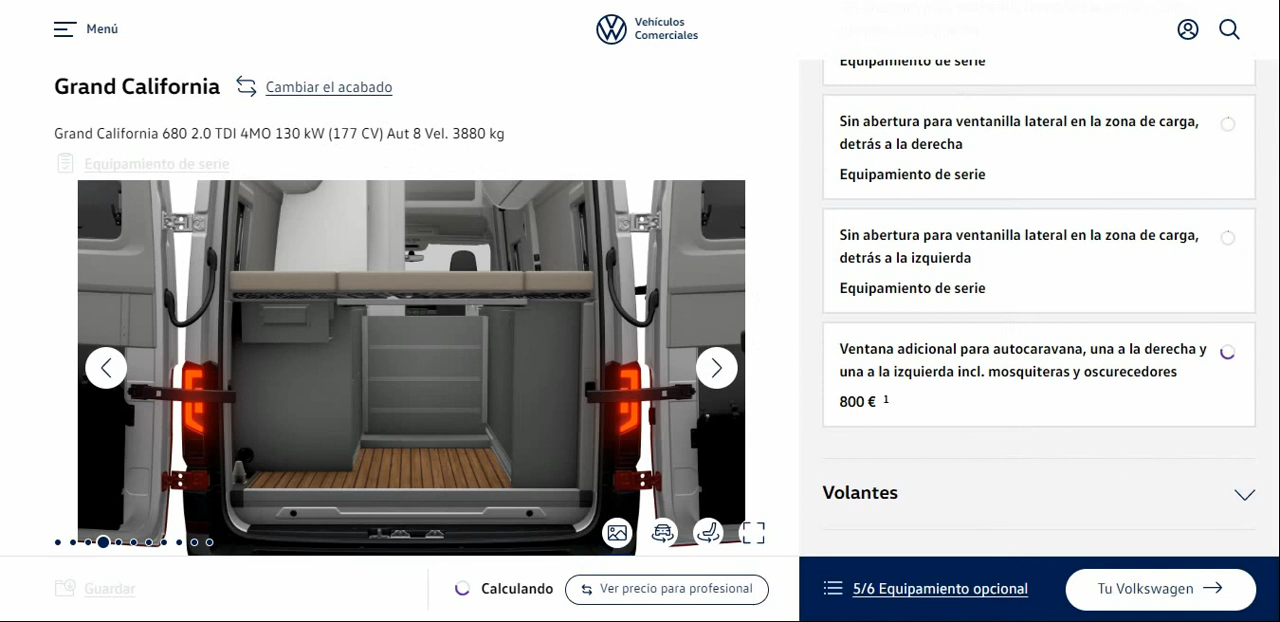 Menú
Vehículos
Comerciales
Grand California
Cambiar el acabado
Grand California 680 2.0 TDI 4MO 130 kW (177 CV) Aut 8 Vel. 3880 kg
Equipamiento de serie
Equipamiento de serie
Sin abertura para ventanilla lateral en la zona de carga,
detrás a la derecha
Equipamiento de serie
Sin abertura para ventanilla lateral en la zona de carga,
detrás a la izquierda
Equipamiento de serie
Ventana adicional para autocaravana, una a la derecha y
una a la izquierda incl. mosquiteras y oscurecedores
800 € 1
Volantes
Guardar
Calculando
Ver precio para profesional
5/6 Equipamiento opcional
Tu Volkswagen